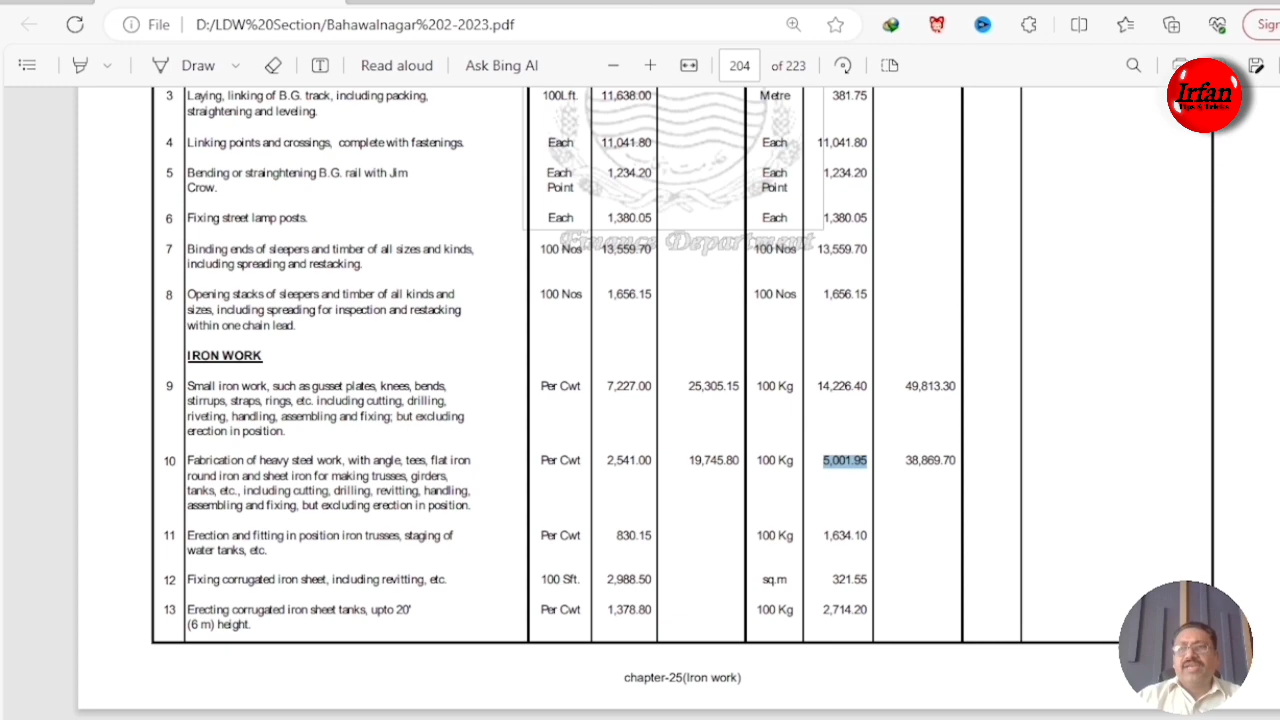 File D:/LDW%20Section/Bahawalnagar%202-2023.pdf Sign
Draw Read aloud Ask Bing AI 204 of 223
Irfan
Tips & Tricks
3 Laying, linking of B.G. track, including packing, 100Lft. 11,638.00 Metre 381.75
straightening and leveling.
4 Linking points and crossings, complete with fastenings. Each 11,041.80 Each 11,041.80
5 Bending or strainghtening B.G. rail with Jim Each 1,234.20 Each 1,234.20
Crow. Point Point
6 Fixing street lamp posts. Each 1,380.05 Each 1,380.05
Finance Department
7 Binding ends of sleepers and timber of all sizes and kinds, 100 Nos 13,559.70 100 Nos 13,559.70
including spreading and restacking.
8 Opening stacks of sleepers and timber of all kinds and 100 Nos 1,656.15 100 Nos 1,656.15
sizes, including spreading for inspection and restacking
within one chain lead.
IRON WORK
9 Small iron work, such as gusset plates, knees, bends, Per Cwt 7,227.00 25,305.15 100 Kg 14,226.40 49,813.30
stirrups, straps, rings, etc. including cutting, drilling,
riveting, handling, assembling and fixing; but excluding
erection in position.
10 Fabrication of heavy steel work, with angle, tees, flat iron Per Cwt 2,541.00 19,745.80 100 Kg 5,001.95 38,869.70
round iron and sheet iron for making trusses, girders,
tanks, etc., including cutting, drilling, revitting, handling,
assembling and fixing, but excluding erection in position.
11 Erection and fitting in position iron trusses, staging of Per Cwt 830.15 100 Kg 1,634.10
water tanks, etc.
12 Fixing corrugated iron sheet, including revitting, etc. 100 Sft. 2,988.50 sq.m 321.55
13 Erecting corrugated iron sheet tanks, upto 20' Per Cwt 1,378.80 100 Kg 2,714.20
(6 m) height.
chapter-25(Iron work)